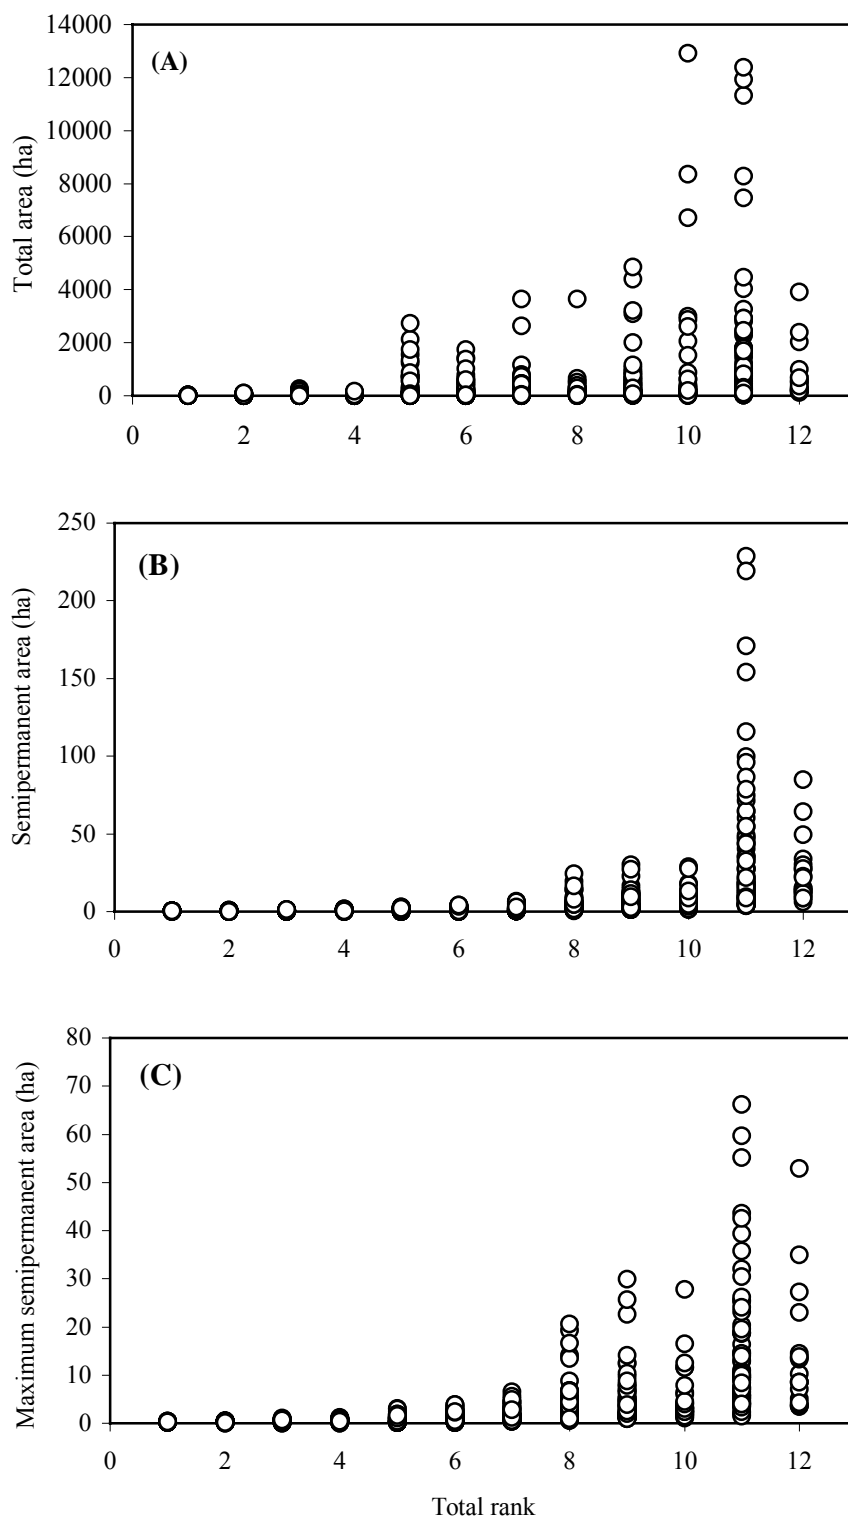 14000
(A)
12000
10000
8000
6000
4000
2000
0
Total area (ha)
0 2 4 6 8 10 12
250
(B)
200
150
100
50
0
Semipermanent area (ha)
0 2 4 6 8 10 12
80
(C)
70
60
50
40
30
20
10
0
Maximum semipermanent area (ha)
0 2 4 6 8 10 12
Total rank